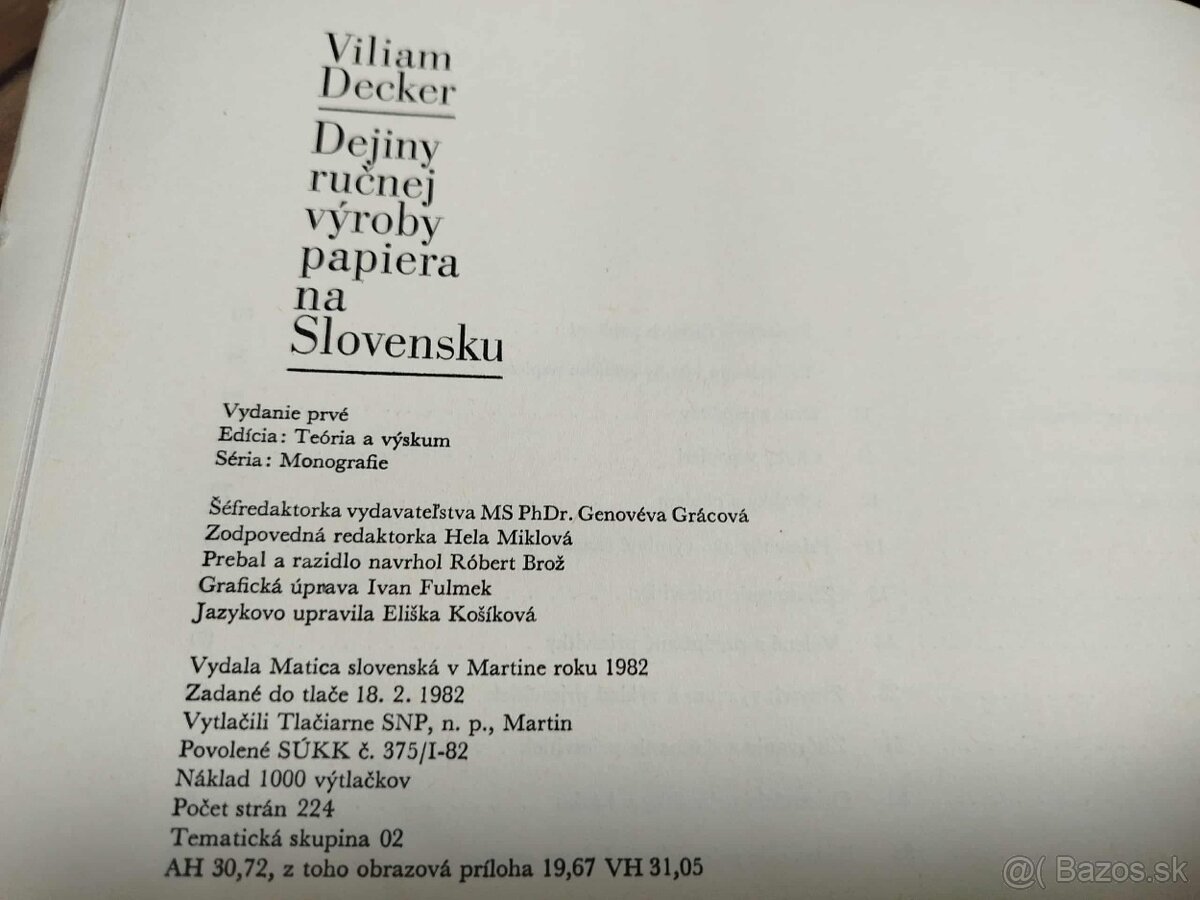 Viliam
Decker
Dejiny
ručnej
výroby
papiera
na
Slovensku
Vydanie prvé
Edícia: Teória a výskum
Séria: Monografie
Šéfredaktorka vydavateľstva MS PhDr. Genovéva Grácová
Zodpovedná redaktorka Hela Miklová
Prebal a razidlo navrhol Róbert Brož
Grafická úprava Ivan Fulmek
Jazykovo upravila Eliška Košíková
Vydala Matica slovenská v Martine roku 1982
Zadané do tlače 18. 2. 1982
Vytlačili Tlačiarne SNP, n. p., Martin
Povolené SÚKK č. 375/I-82
Náklad 1000 výtlačkov
Počet strán 224
Tematická skupina 02
AH 30,72, z toho obrazová príloha 19,67 VH 31,05
@( Bazos.sk